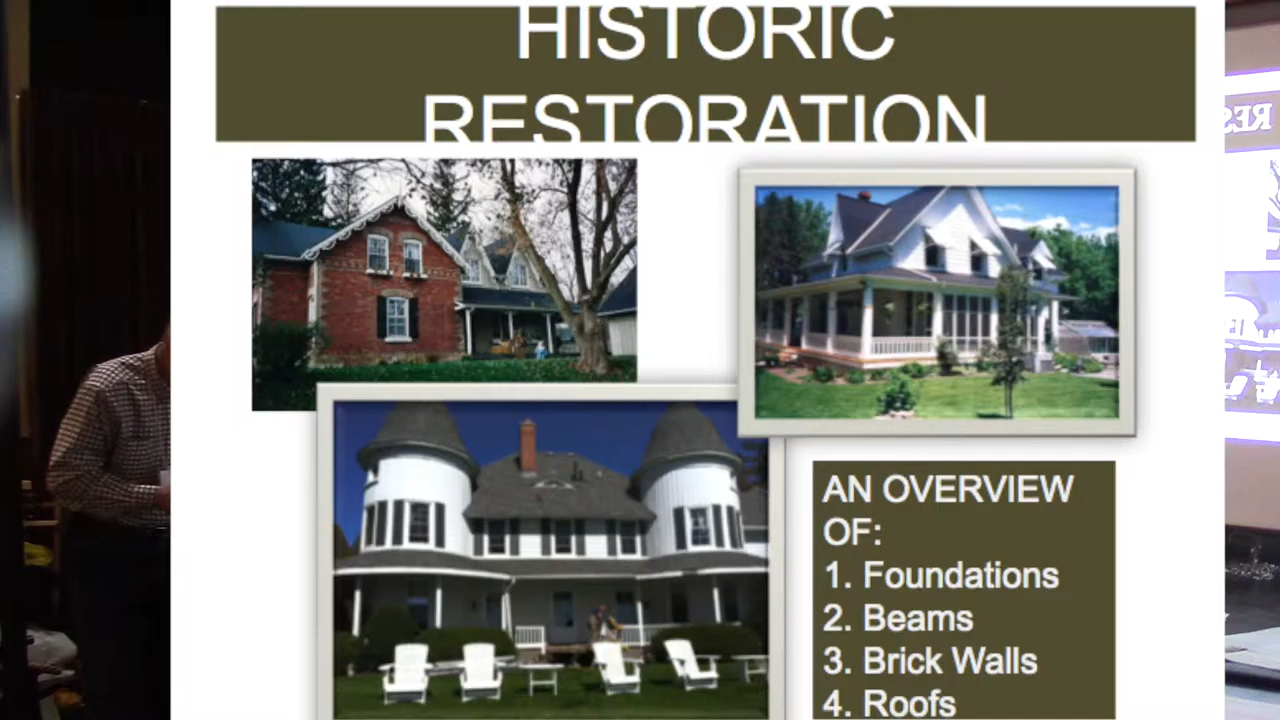 HISTORIC
RESTORATION
AN OVERVIEW
OF:
1. Foundations
2. Beams
3. Brick Walls
4. Roofs